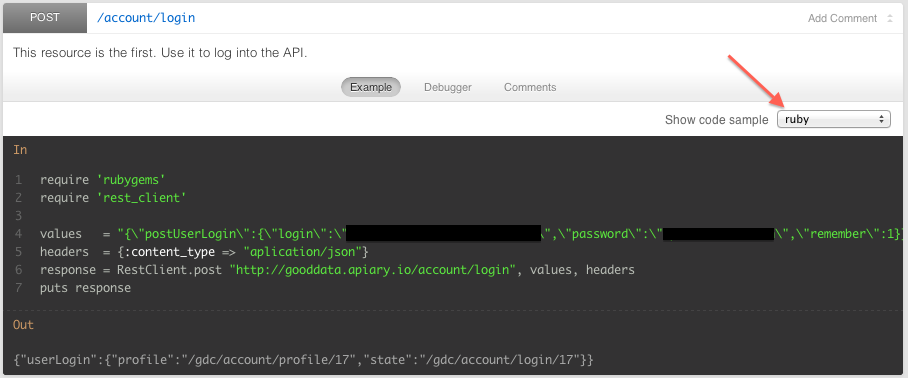 POST /account/login Add Comment
This resource is the first. Use it to log into the API.
Example Debugger Comments
Show code sample ruby
In
1 require 'rubygems'
2 require 'rest_client'
3
4 values = "{\"postUserLogin\":{\"login\":\" \",\"password\":\" \",\"remember\":1}}
5 headers = {:content_type => "aplication/json"}
6 response = RestClient.post "http://gooddata.apiary.io/account/login", values, headers
7 puts response
Out
{"userLogin":{"profile":"/gdc/account/profile/17","state":"/gdc/account/login/17"}}